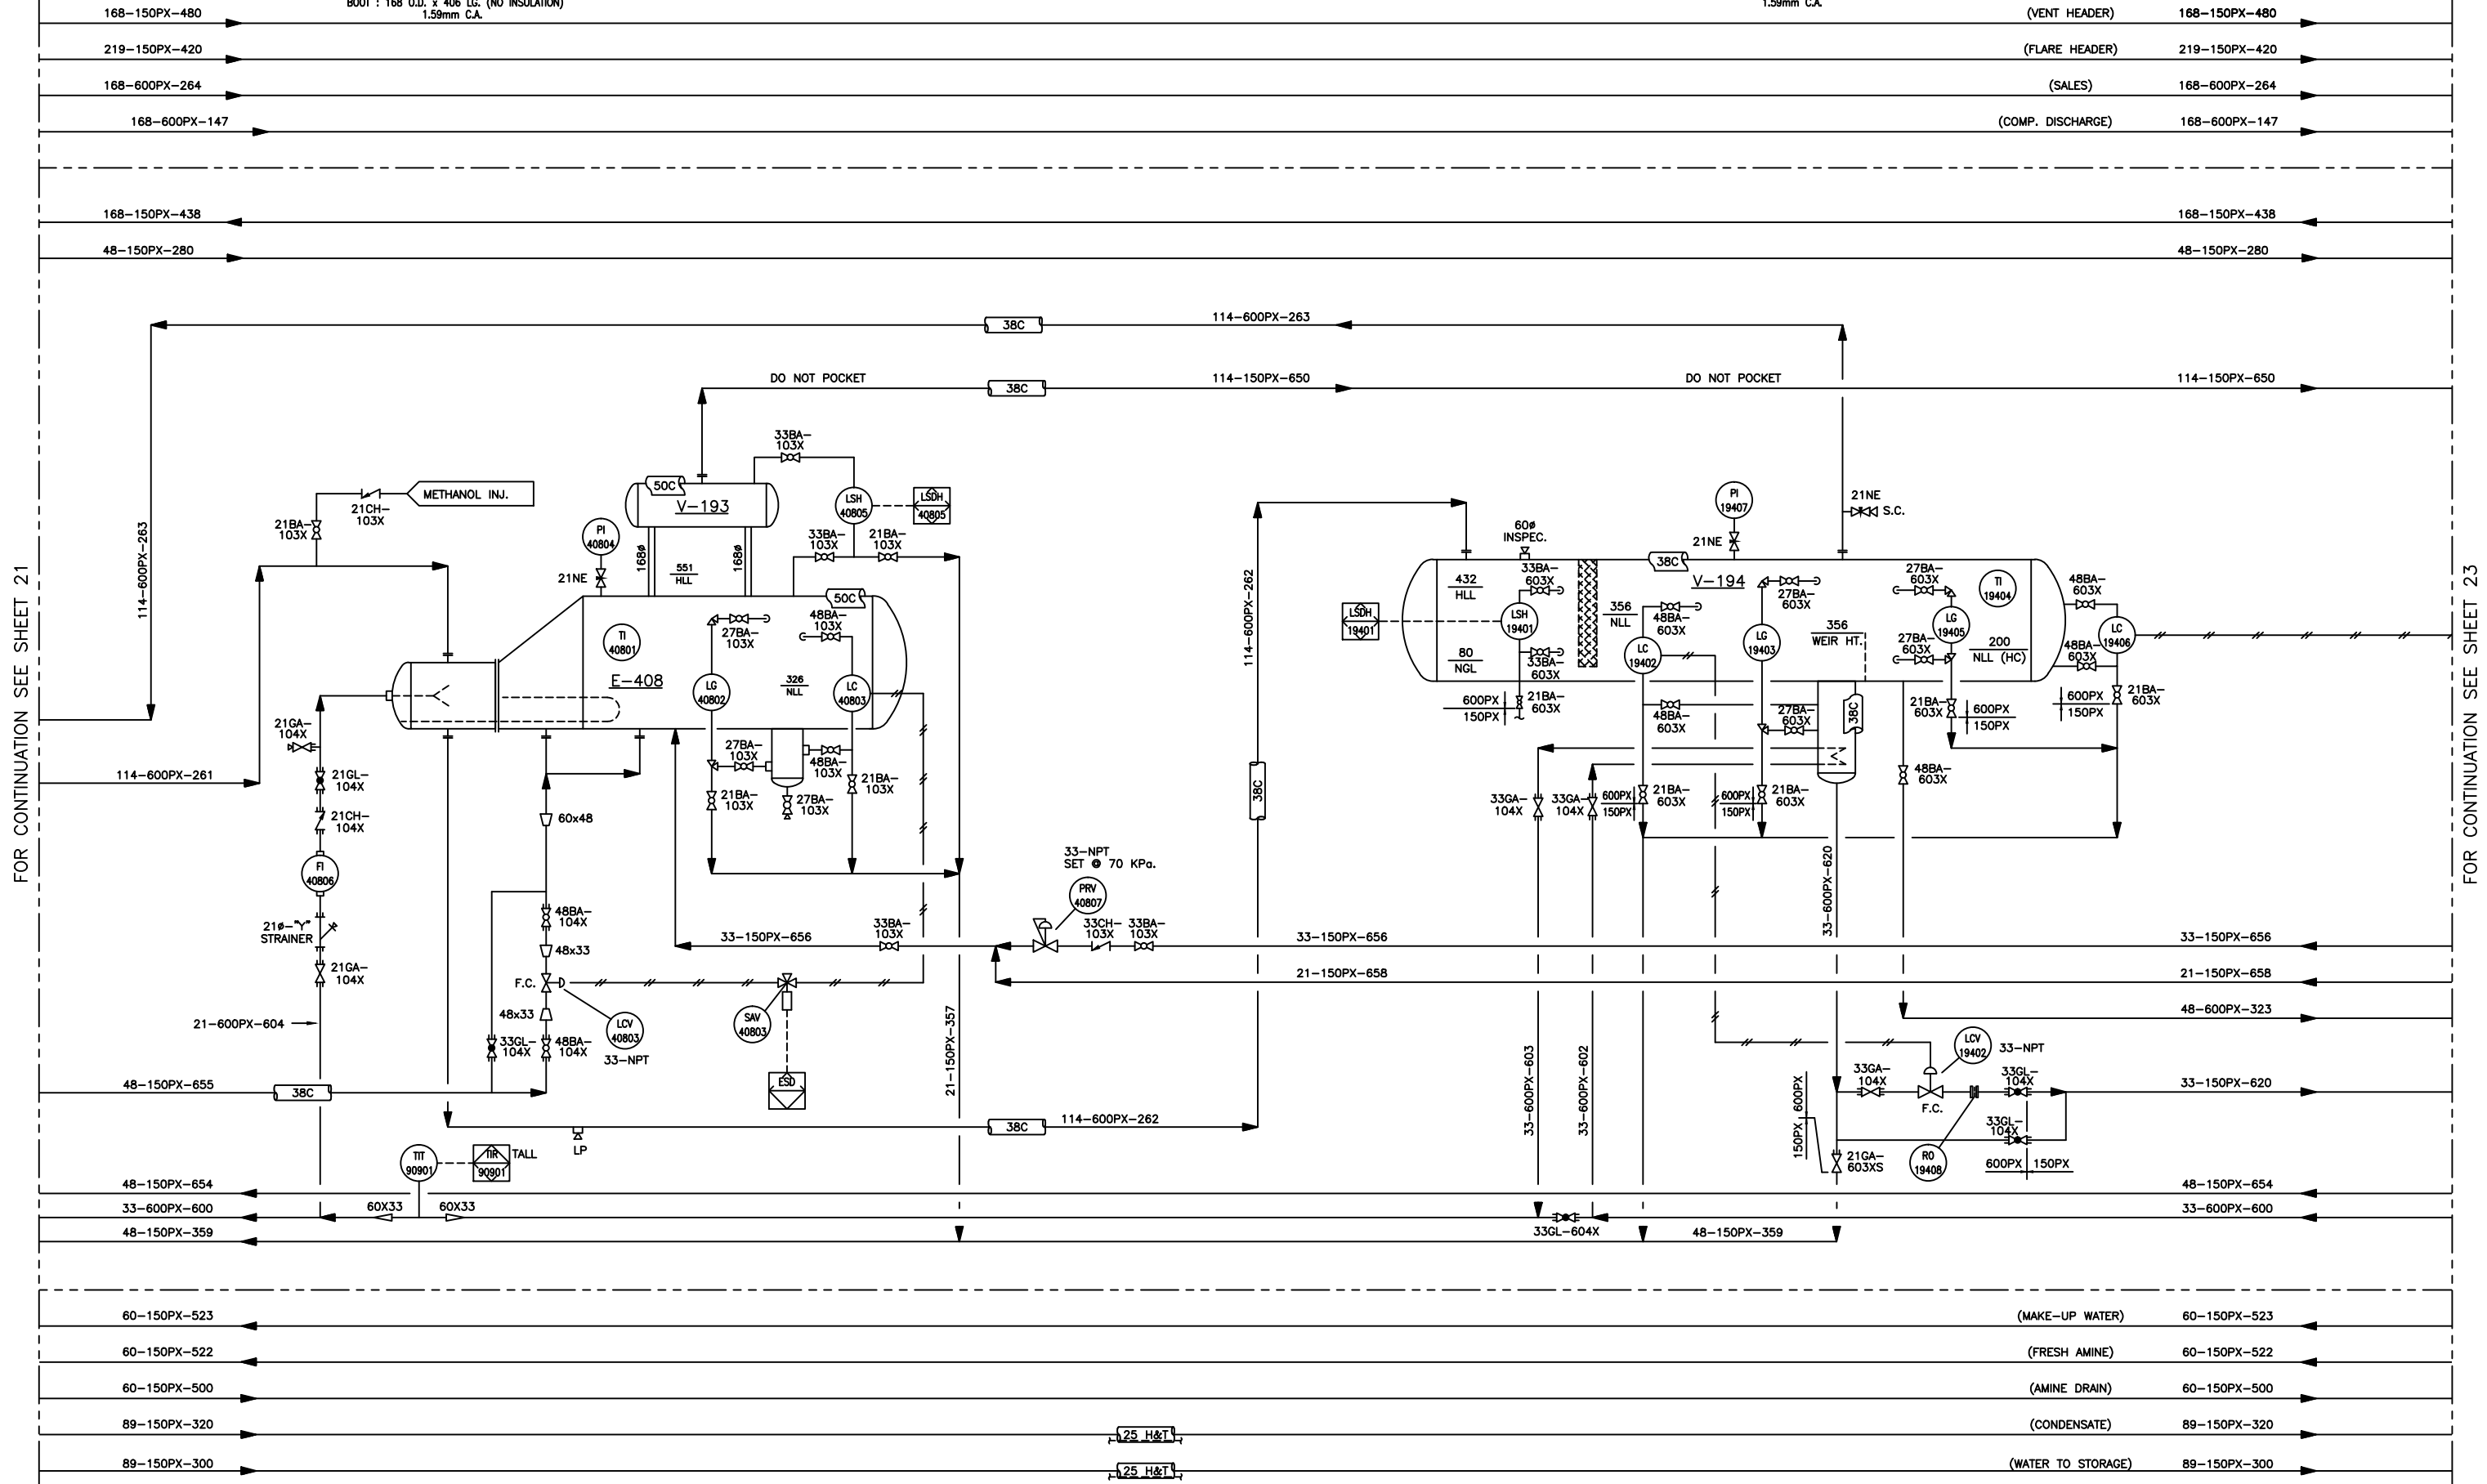 BOOT : 168 O.D. x 406 LG. (NO INSULATION)
1.59mm C.A.
1.59mm C.A.
168-150PX-480
(VENT HEADER)
168-150PX-480
219-150PX-420
(FLARE HEADER)
219-150PX-420
168-600PX-264
(SALES)
168-600PX-264
168-600PX-147
(COMP. DISCHARGE)
168-600PX-147
168-150PX-438
168-150PX-438
48-150PX-280
48-150PX-280
38C
114-600PX-263
DO NOT POCKET
38C
114-150PX-650
DO NOT POCKET
114-150PX-650
FOR CONTINUATION SEE SHEET 21
FOR CONTINUATION SEE SHEET 23
114-600PX-263
METHANOL INJ.
21CH-
103X
21BA-
103X
114-600PX-261
33BA-
103X
50C
V-193
LSH
40805
LSDH
40805
PI
40804
21NE
168ø
168ø
551
HLL
33BA-
103X
21BA-
103X
50C
TI
40801
E-408
27BA-
103X
48BA-
103X
LG
40802
326
NLL
LC
40803
27BA-
103X
48BA-
103X
21BA-
103X
27BA-
103X
21BA-
103X
21GA-
104X
21GL-
104X
21CH-
104X
FI
40806
21ø-"Y"
STRAINER
21GA-
104X
21-600PX-604
60x48
48BA-
104X
48x33
F.C.
48x33
33GL-
104X
48BA-
104X
LCV
40803
33-NPT
SAV
40803
ESD
48-150PX-655
38C
LP
38C
114-600PX-262
TIT
90901
TIR
90901
TALL
60X33
60X33
33-NPT
SET @ 70 KPa.
PRV
40807
33-150PX-656
33BA-
103X
33CH-
103X
33BA-
103X
33-150PX-656
33-150PX-656
21-150PX-658
21-150PX-658
21-150PX-357
114-600PX-262
38C
LSDH
19401
432
HLL
80
NGL
60ø
INSPEC.
33BA-
603X
LSH
19401
33BA-
603X
600PX
150PX
21BA-
603X
38C
V-194
PI
19407
21NE
21NE
S.C.
356
NLL
48BA-
603X
LC
19402
48BA-
603X
27BA-
603X
LG
19403
27BA-
603X
356
WEIR HT.
38C
27BA-
603X
LG
19405
27BA-
603X
TI
19404
200
NLL (HC)
48BA-
603X
LC
19406
48BA-
603X
21BA-
603X
600PX
150PX
600PX
150PX
21BA-
603X
33GA-
104X
33GA-
104X
600PX
150PX
21BA-
603X
600PX
150PX
21BA-
603X
48BA-
603X
33-600PX-620
48-600PX-323
33-600PX-603
33-600PX-602
LCV
19402
33-NPT
33GA-
104X
F.C.
33GL-
104X
33-150PX-620
33GL-
104X
RO
19408
600PX
150PX
150PX
600PX
21GA-
603XS
48-150PX-654
48-150PX-654
33-600PX-600
33-600PX-600
33GL-604X
48-150PX-359
48-150PX-359
60-150PX-523
(MAKE-UP WATER)
60-150PX-523
60-150PX-522
(FRESH AMINE)
60-150PX-522
60-150PX-500
(AMINE DRAIN)
60-150PX-500
89-150PX-320
25 H&T
(CONDENSATE)
89-150PX-320
89-150PX-300
25 H&T
(WATER TO STORAGE)
89-150PX-300